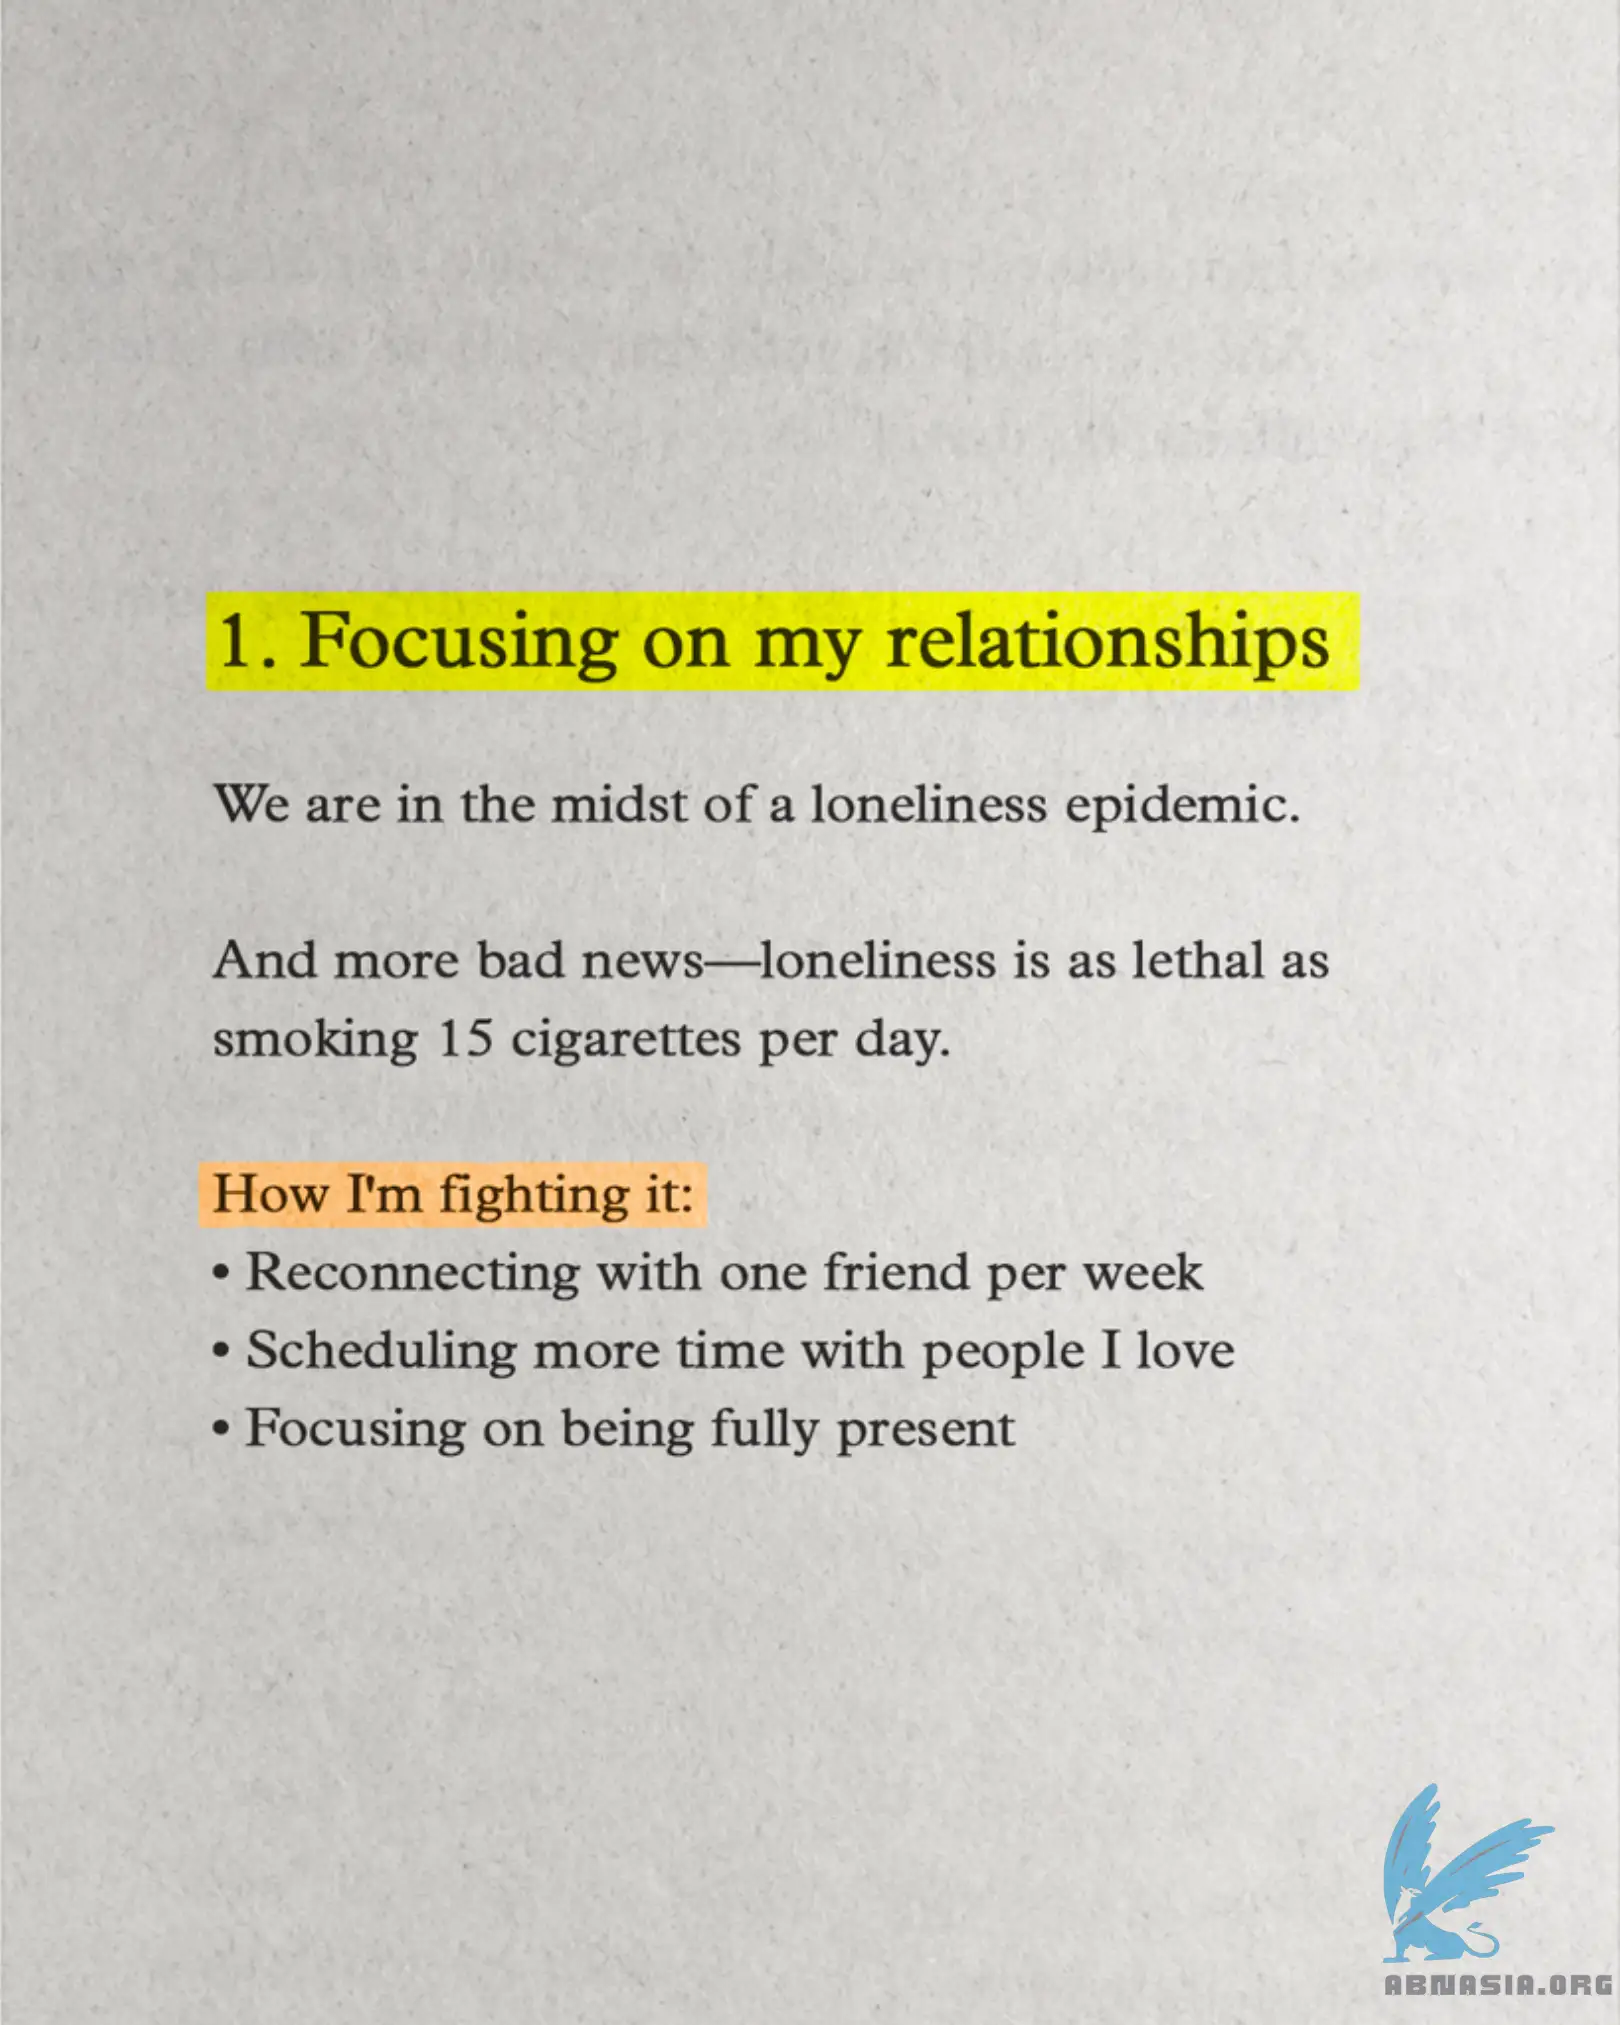 1. Focusing on my relationships
We are in the midst of a loneliness epidemic.
And more bad news—loneliness is as lethal as
smoking 15 cigarettes per day.
How I'm fighting it:
• Reconnecting with one friend per week
• Scheduling more time with people I love
• Focusing on being fully present
ABNASIA.ORG